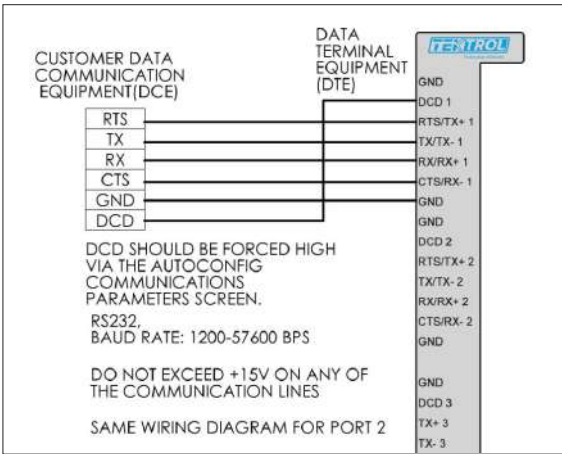 CUSTOMER DATA
COMMUNICATION
EQUIPMENT(DCE)
RTS
TX
RX
CTS
GND
DCD
DATA
TERMINAL
EQUIPMENT
(DTE)
TEKTROL
GND
DCD 1
RTS/TX+ 1
TX/TX- 1
RX/RX+ 1
CTS/RX- 1
GND
GND
DCD 2
RTS/TX+ 2
TX/TX- 2
RX/RX+ 2
CTS/RX- 2
GND
GND
DCD 3
TX+ 3
TX- 3
DCD SHOULD BE FORCED HIGH
VIA THE AUTOCONFIG
COMMUNICATIONS
PARAMETERS SCREEN.
RS232,
BAUD RATE: 1200-57600 BPS
DO NOT EXCEED +15V ON ANY OF
THE COMMUNICATION LINES
SAME WIRING DIAGRAM FOR PORT 2